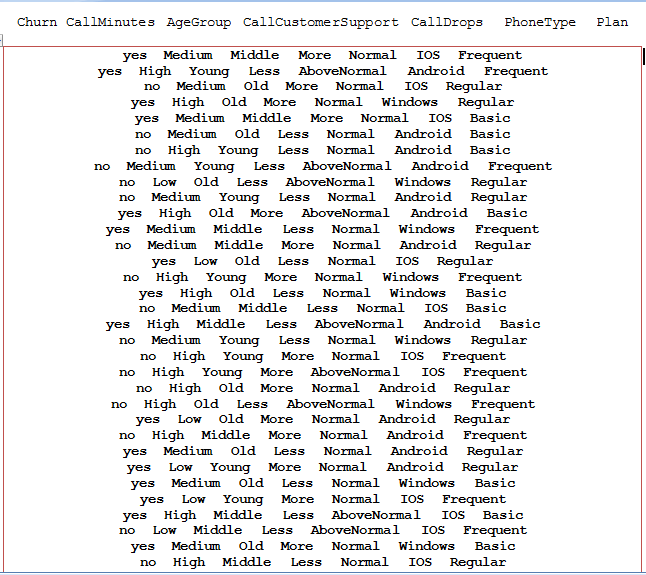 Churn CallMinutes AgeGroup CallCustomerSupport CallDrops PhoneType Plan
yes Medium Middle More Normal IOS Frequent
yes High Young Less AboveNormal Android Frequent
no Medium Old More Normal IOS Regular
yes High Old More Normal Windows Regular
yes Medium Middle More Normal IOS Basic
no Medium Old Less Normal Android Basic
no High Young Less Normal Android Basic
no Medium Young Less AboveNormal Android Frequent
no Low Old Less AboveNormal Windows Regular
no Medium Young Less Normal Android Regular
yes High Old More AboveNormal Android Basic
yes Medium Middle Less Normal Windows Frequent
no Medium Middle More Normal Android Regular
yes Low Old Less Normal IOS Regular
no High Young More Normal Windows Frequent
yes High Old Less Normal Windows Basic
no Medium Middle Less Normal IOS Basic
yes High Middle Less AboveNormal Android Basic
no Medium Young Less Normal Windows Regular
no High Young More Normal IOS Frequent
no High Young More AboveNormal IOS Frequent
no High Old More Normal Android Regular
no High Old Less AboveNormal Windows Frequent
yes Low Old More Normal Android Regular
no High Middle More Normal Android Frequent
yes Medium Old Less Normal Android Regular
yes Low Young More Normal Android Regular
yes Medium Old Less Normal Windows Basic
yes Low Young More Normal IOS Frequent
yes High Middle Less AboveNormal IOS Basic
no Low Middle Less AboveNormal IOS Frequent
yes Medium Old More Normal Windows Basic
no High Middle Less Normal IOS Regular